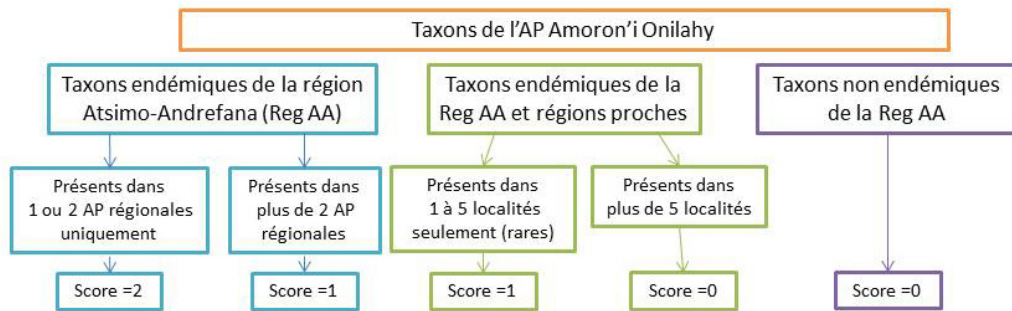 Taxons de l'AP Amoron'i Onilahy
Taxons endémiques de la région
Atsimo-Andrefana (Reg AA)
Taxons endémiques de la
Reg AA et régions proches
Taxons non endémiques
de la Reg AA
Présents dans
1 ou 2 AP régionales
uniquement
Présents dans
plus de 2 AP
régionales
Présents dans
1 à 5 localités
seulement (rares)
Présents dans
plus de 5 localités
Score =2
Score =1
Score =1
Score =0
Score =0